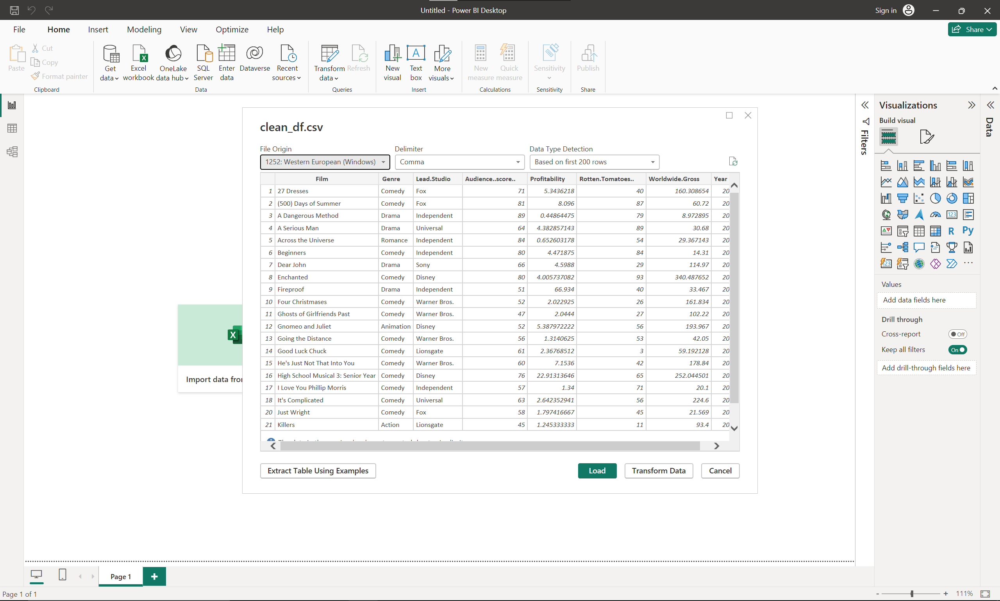 Untitled - Power BI Desktop
Sign in
File Home Insert Modeling View Optimize Help
Share
Paste
Cut
Copy
Format painter
Clipboard
Get data
Excel workbook
OneLake data hub
SQL Server
Enter data
Dataverse
Recent sources
Data
Transform data
Refresh
Queries
New visual
Text box
More visuals
Insert
New measure
Quick measure
Calculations
Sensitivity
Sensitivity
Publish
Share
clean_df.csv
File Origin Delimiter Data Type Detection
1252: Western European (Windows) Comma Based on first 200 rows
Film Genre Lead.Studio Audience..score.. Profitability Rotten.Tomatoes.. Worldwide.Gross Year
1 27 Dresses Comedy Fox 71 5.3436218 40 160.308654 20
2 (500) Days of Summer Comedy Fox 81 8.096 87 60.72 20
3 A Dangerous Method Drama Independent 89 0.44864475 79 8.972895 20
4 A Serious Man Drama Universal 64 4.382857143 89 30.68 20
5 Across the Universe Romance Independent 84 0.652603178 54 29.367143 20
6 Beginners Comedy Independent 80 4.471875 84 14.31 20
7 Dear John Drama Sony 66 4.5988 29 114.97 20
8 Enchanted Comedy Disney 80 4.005737082 93 340.487652 20
9 Fireproof Drama Independent 51 66.934 40 33.467 20
10 Four Christmases Comedy Warner Bros. 52 2.022925 26 161.834 20
11 Ghosts of Girlfriends Past Comedy Warner Bros. 47 2.0444 27 102.22 20
12 Gnomeo and Juliet Animation Disney 52 5.387972222 56 193.967 20
13 Going the Distance Comedy Warner Bros. 56 1.3140625 53 42.05 20
14 Good Luck Chuck Comedy Lionsgate 61 2.36768512 3 59.192128 20
15 He's Just Not That Into You Comedy Warner Bros. 60 7.1536 42 178.84 20
16 High School Musical 3: Senior Year Comedy Disney 76 22.91313646 65 252.044501 20
17 I Love You Phillip Morris Comedy Independent 57 1.34 71 20.1 20
18 It's Complicated Comedy Universal 63 2.642352941 56 224.6 20
20 Just Wright Comedy Fox 58 1.797416667 45 21.569 20
21 Killers Action Lionsgate 45 1.245333333 11 93.4 20
Extract Table Using Examples Load Transform Data Cancel
Import data fro
Filters
Visualizations
Build visual
123
R
Py
123
Values
Add data fields here
Drill through
Cross-report Off
Keep all filters On
Add drill-through fields here
Data
Page 1
Page 1 of 1
- + 111%